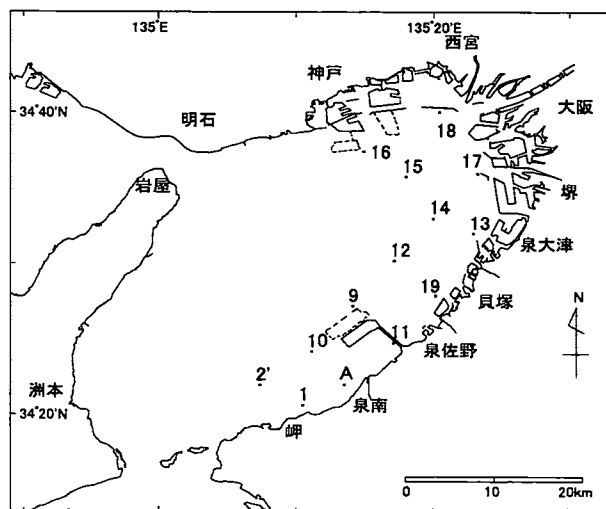 135°E
135°20'E
西宮
神戸
34°40'N
明石
大阪
18
16
15
17
岩屋
堺
14
13
泉大津
12
19
貝塚
N
9
10
11
泉佐野
2'
A
洲本
1
泉南
34°20'N
岬
0 10 20km